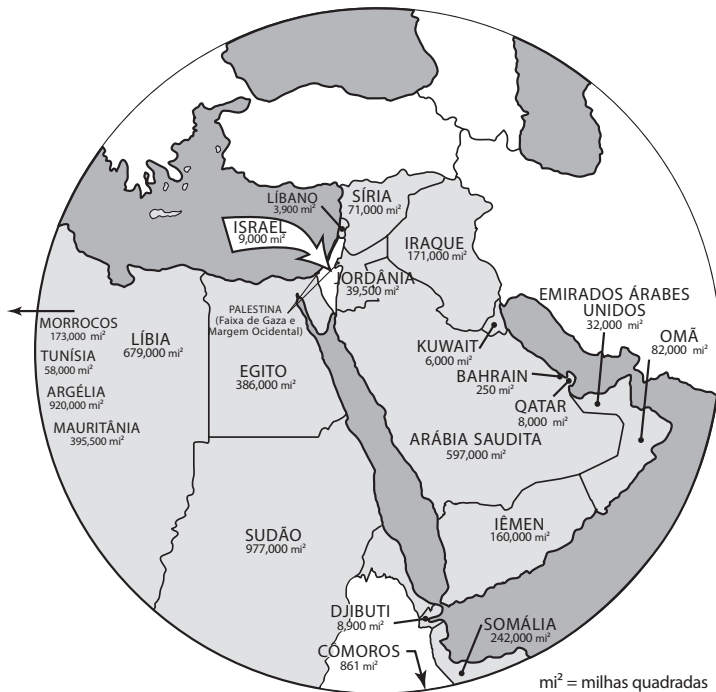 LÍBANO
3,900 mi²
SÍRIA
71,000 mi²
ISRAEL
9,000 mi²
IRAQUE
171,000 mi²
JORDÂNIA
39,500 mi²
PALESTINA
(Faixa de Gaza e
Margem Ocidental)
EMIRADOS ÁRABES
UNIDOS
32,000 mi²
OMÃ
82,000 mi²
MORROCOS
173,000 mi²
TUNÍSIA
58,000 mi²
ARGÉLIA
920,000 mi²
MAURITÂNIA
395,500 mi²
LÍBIA
679,000 mi²
EGITO
386,000 mi²
KUWAIT
6,000 mi²
BAHRAIN
250 mi²
QATAR
8,000 mi²
ARÁBIA SAUDITA
597,000 mi²
SUDÃO
977,000 mi²
IÊMEN
160,000 mi²
DJIBUTI
8,900 mi²
SOMÁLIA
242,000 mi²
CÔMOROS
861 mi²
mi² = milhas quadradas